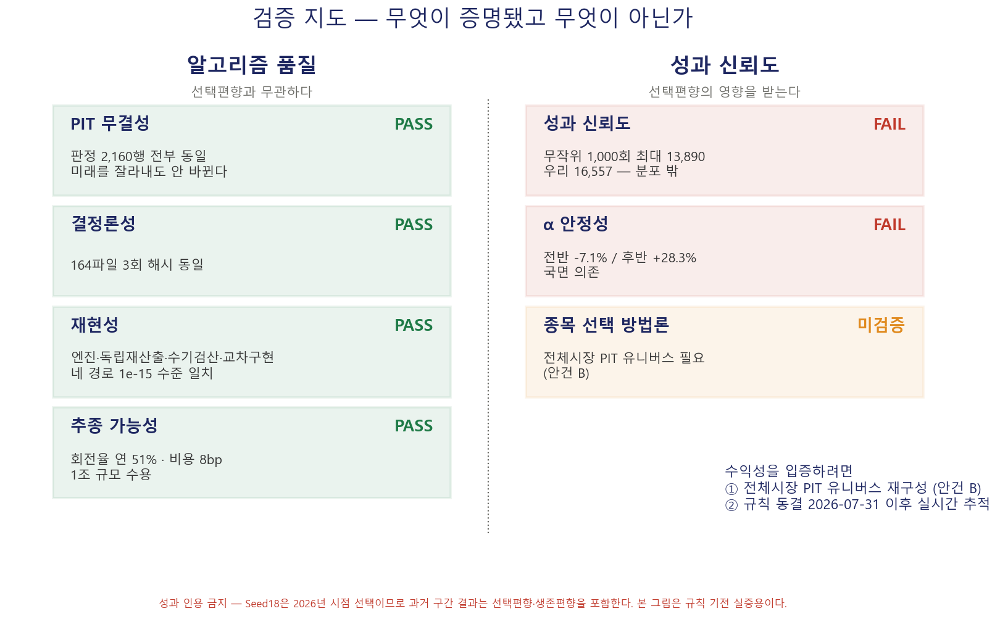 검증 지도 — 무엇이 증명됐고 무엇이 아닌가
알고리즘 품질
선택편향과 무관하다
PIT 무결성
PASS
판정 2,160행 전부 동일
미래를 잘라내도 안 바뀐다
결정론성
PASS
164파일 3회 해시 동일
재현성
PASS
엔진·독립재산출·수기검산·교차구현
네 경로 1e-15 수준 일치
추종 가능성
PASS
회전율 연 51% · 비용 8bp
1조 규모 수용
성과 신뢰도
선택편향의 영향을 받는다
성과 신뢰도
FAIL
무작위 1,000회 최대 13,890
우리 16,557 — 분포 밖
α 안정성
FAIL
전반 -7.1% / 후반 +28.3%
국면 의존
종목 선택 방법론
미검증
전체시장 PIT 유니버스 필요
(안건 B)
수익성을 입증하려면
① 전체시장 PIT 유니버스 재구성 (안건 B)
② 규칙 동결 2026-07-31 이후 실시간 추적
성과 인용 금지 — Seed18은 2026년 시점 선택이므로 과거 구간 결과는 선택편향·생존편향을 포함한다. 본 그림은 규칙 기전 실증용이다.